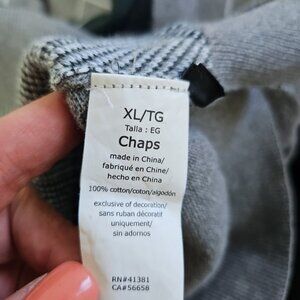 XL/TG
Talla : EG
Chaps
made in China/
fabriqué en Chine/
hecho en China
100% cotton/coton/algodón
exclusive of decoration/
sans ruban décoratif
uniquement/
sin adornos
RN#41381
CA#56658